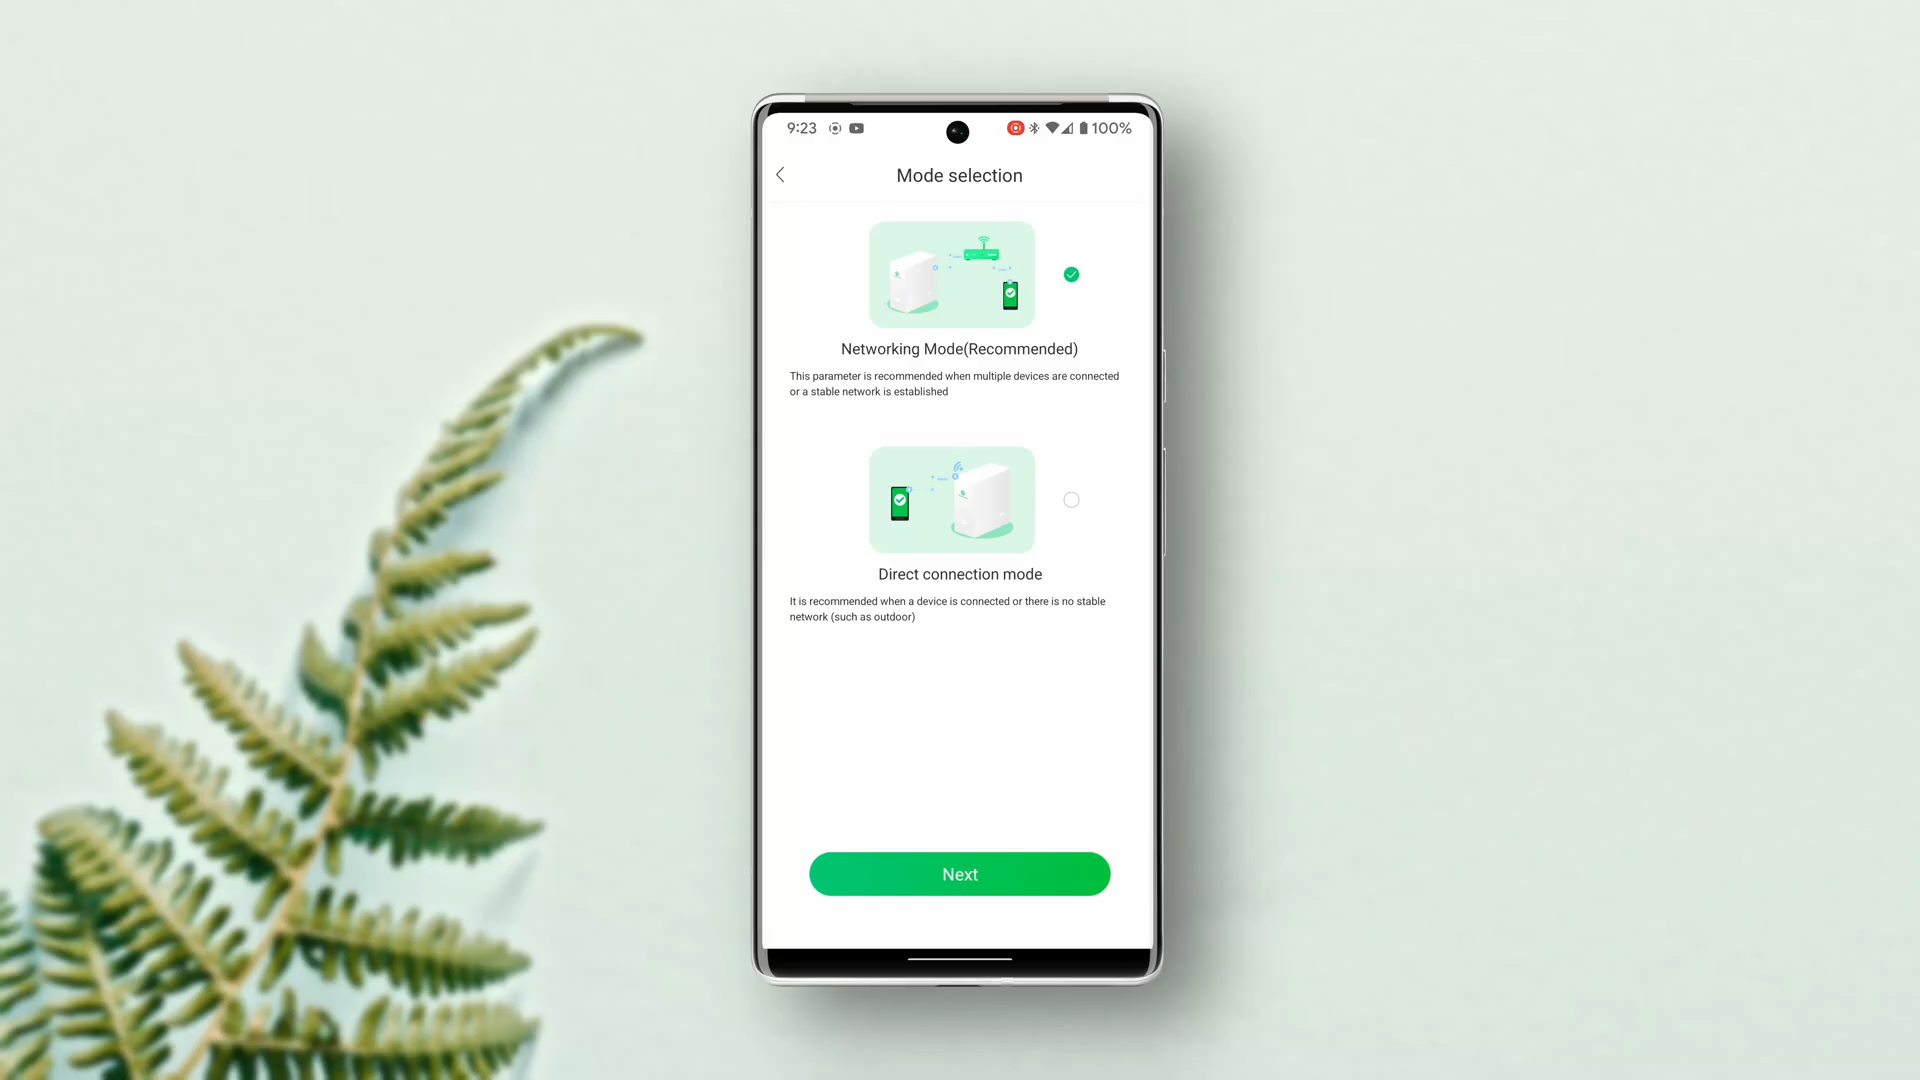 9:23
100%
Mode selection
Networking Mode(Recommended)
This parameter is recommended when multiple devices are connected
or a stable network is established
Direct connection mode
It is recommended when a device is connected or there is no stable
network (such as outdoor)
Next